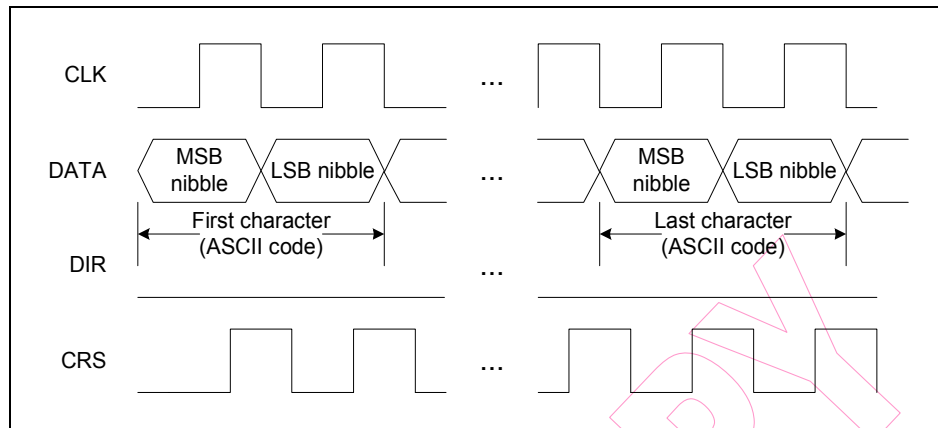 CLK
...
DATA
MSB
nibble
LSB nibble
...
MSB
nibble
LSB nibble
First character
(ASCII code)
Last character
(ASCII code)
DIR
...
CRS
...